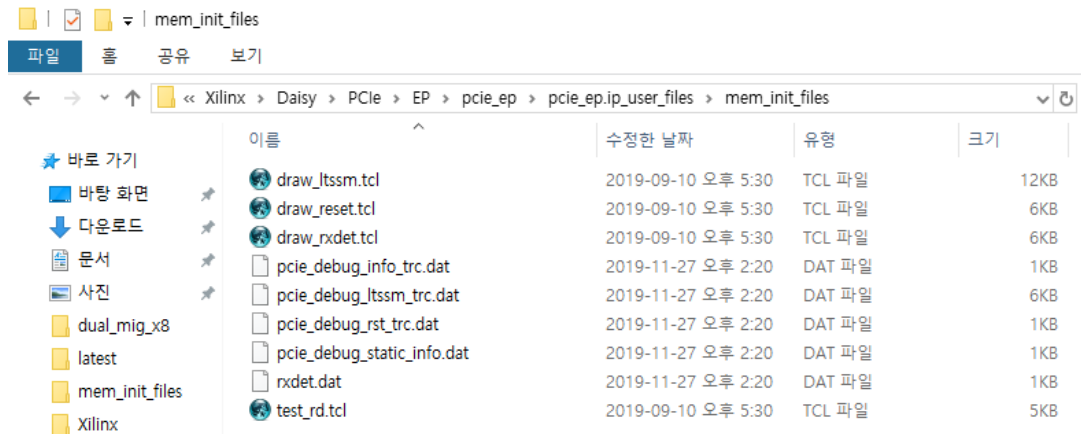 mem_init_files
파일 홈 공유 보기
« Xilinx > Daisy > PCIe > EP > pcie_ep > pcie_ep.ip_user_files > mem_init_files
이름 수정한 날짜 유형 크기
바로 가기
바탕 화면
다운로드
문서
사진
dual_mig_x8
latest
mem_init_files
Xilinx
draw_ltssm.tcl 2019-09-10 오후 5:30 TCL 파일 12KB
draw_reset.tcl 2019-09-10 오후 5:30 TCL 파일 6KB
draw_rxdet.tcl 2019-09-10 오후 5:30 TCL 파일 6KB
pcie_debug_info_trc.dat 2019-11-27 오후 2:20 DAT 파일 1KB
pcie_debug_ltssm_trc.dat 2019-11-27 오후 2:20 DAT 파일 6KB
pcie_debug_rst_trc.dat 2019-11-27 오후 2:20 DAT 파일 1KB
pcie_debug_static_info.dat 2019-11-27 오후 2:20 DAT 파일 1KB
rxdet.dat 2019-11-27 오후 2:20 DAT 파일 1KB
test_rd.tcl 2019-09-10 오후 5:30 TCL 파일 5KB